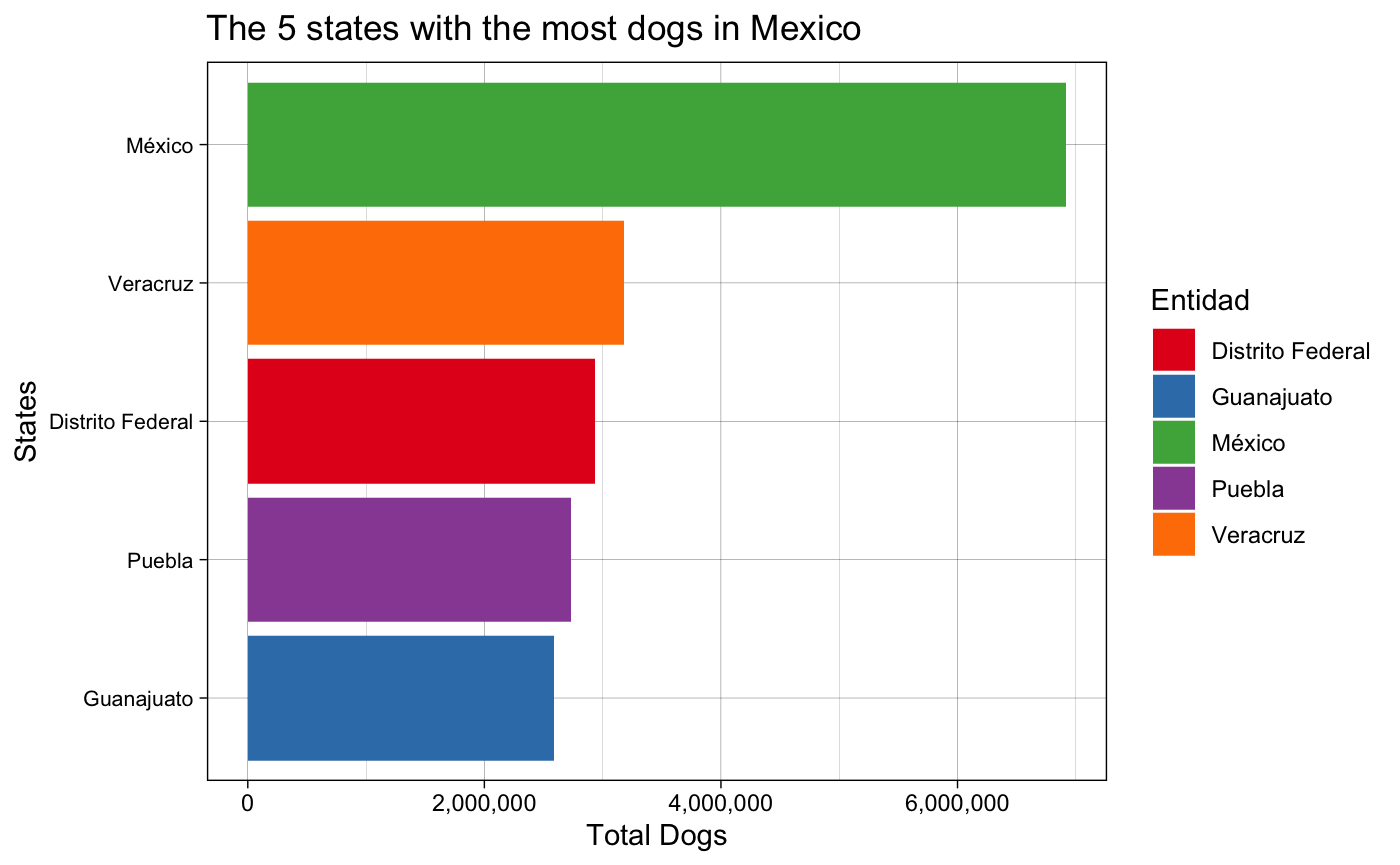 The 5 states with the most dogs in Mexico
States
México
Veracruz
Distrito Federal
Puebla
Guanajuato
0 2,000,000 4,000,000 6,000,000
Total Dogs
Entidad
Distrito Federal
Guanajuato
México
Puebla
Veracruz